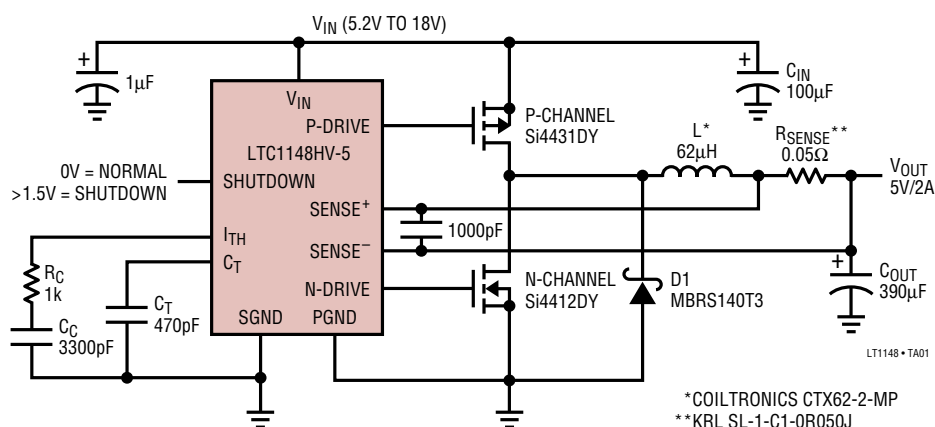 V_IN (5.2V TO 18V)
+
1µF
V_IN
P-DRIVE
LTC1148HV-5
SHUTDOWN
0V = NORMAL
>1.5V = SHUTDOWN
SENSE⁺
SENSE⁻
I_TH
C_T
N-DRIVE
SGND
PGND
R_C
1k
C_C
3300pF
C_T
470pF
1000pF
P-CHANNEL
Si4431DY
N-CHANNEL
Si4412DY
+
C_IN
100µF
L*
62µH
R_SENSE**
0.05Ω
V_OUT
5V/2A
D1
MBRS140T3
+
C_OUT
390µF
LT1148 • TA01
*COILTRONICS CTX62-2-MP
**KRL SL-1-C1-0R050J